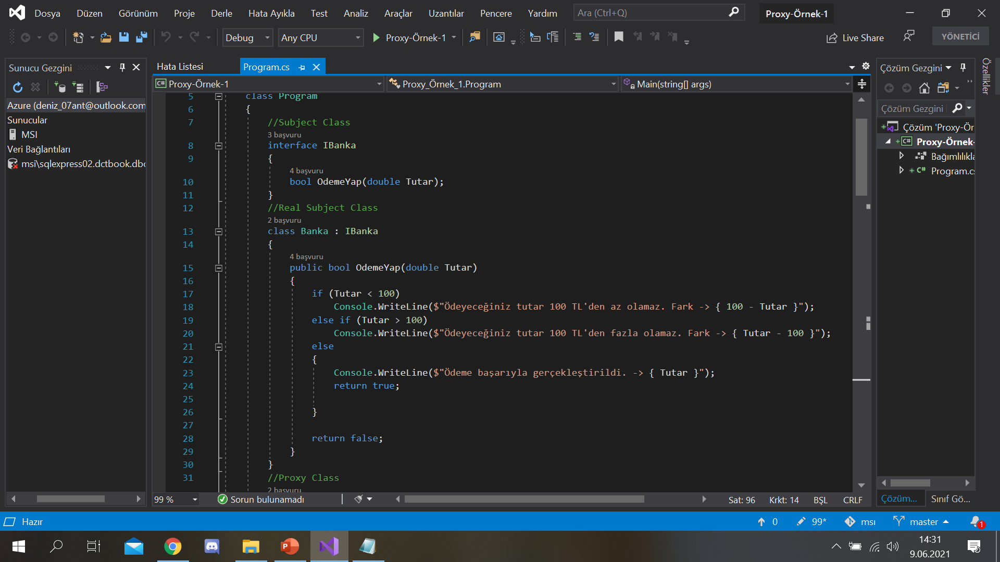 Dosya Düzen Görünüm Proje Derle Hata Ayıkla Test Analiz Araçlar Uzantılar Pencere Yardım Ara (Ctrl+Q) Proxy-Örnek-1
Debug Any CPU Proxy-Örnek-1 Live Share YÖNETİCİ
Sunucu Gezgini
Azure (deniz_07ant@outlook.com
Sunucular
MSI
Veri Bağlantıları
msi\sqlexpress02.dctbook.dbo
Hata Listesi Program.cs
C# Proxy-Örnek-1 Proxy_Örnek_1.Program Main(string[] args)
5 class Program
6 {
7 //Subject Class
3 başvuru
8 interface IBanka
9 {
4 başvuru
10 bool OdemeYap(double Tutar);
11 }
12 //Real Subject Class
2 başvuru
13 class Banka : IBanka
14 {
4 başvuru
15 public bool OdemeYap(double Tutar)
16 {
17 if (Tutar < 100)
18 Console.WriteLine($"Ödeyeceğiniz tutar 100 TL'den az olamaz. Fark -> { 100 - Tutar }");
19 else if (Tutar > 100)
20 Console.WriteLine($"Ödeyeceğiniz tutar 100 TL'den fazla olamaz. Fark -> { Tutar - 100 }");
21 else
22 {
23 Console.WriteLine($"Ödeme başarıyla gerçekleştirildi. -> { Tutar }");
24 return true;
25
26 }
27
28 return false;
29 }
30 }
31 //Proxy Class
2 başvuru
99 % Sorun bulunamadı Sat: 96 Krkt: 14 BŞL CRLF
Çözüm Gezgini
Çözüm Gezgini
Çözüm 'Proxy-Ör
C# Proxy-Örnek-
Bağımlılıkla
C# Program.c
Çözüm... Sınıf Gö...
Özellikler
Hazır 0 99* msı master 1
P 14:31
9.06.2021